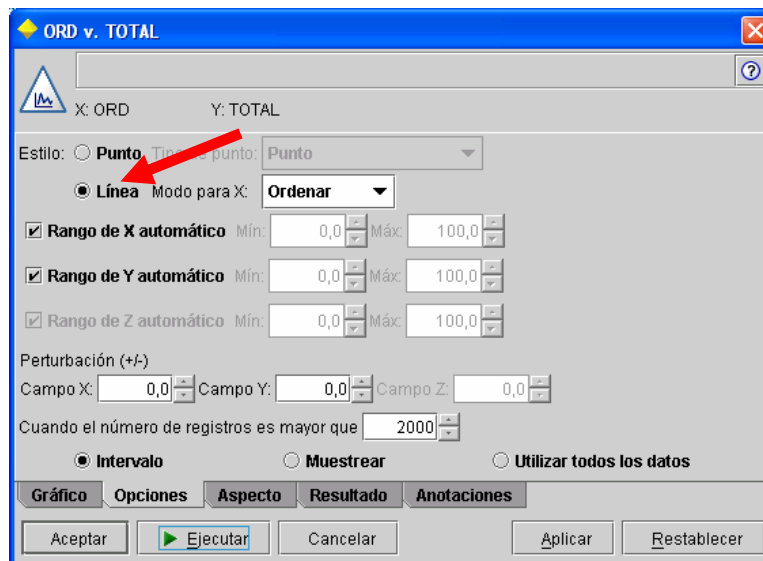 ORD v. TOTAL
X: ORD Y: TOTAL
Estilo: Punto Tipo de punto: Punto
Línea Modo para X: Ordenar
Rango de X automático Mín: 0,0 Máx: 100,0
Rango de Y automático Mín: 0,0 Máx: 100,0
Rango de Z automático Mín: 0,0 Máx: 100,0
Perturbación (+/-)
Campo X: 0,0 Campo Y: 0,0 Campo Z: 0,0
Cuando el número de registros es mayor que 2000
Intervalo Muestrear Utilizar todos los datos
Gráfico Opciones Aspecto Resultado Anotaciones
Aceptar Ejecutar Cancelar Aplicar Restablecer